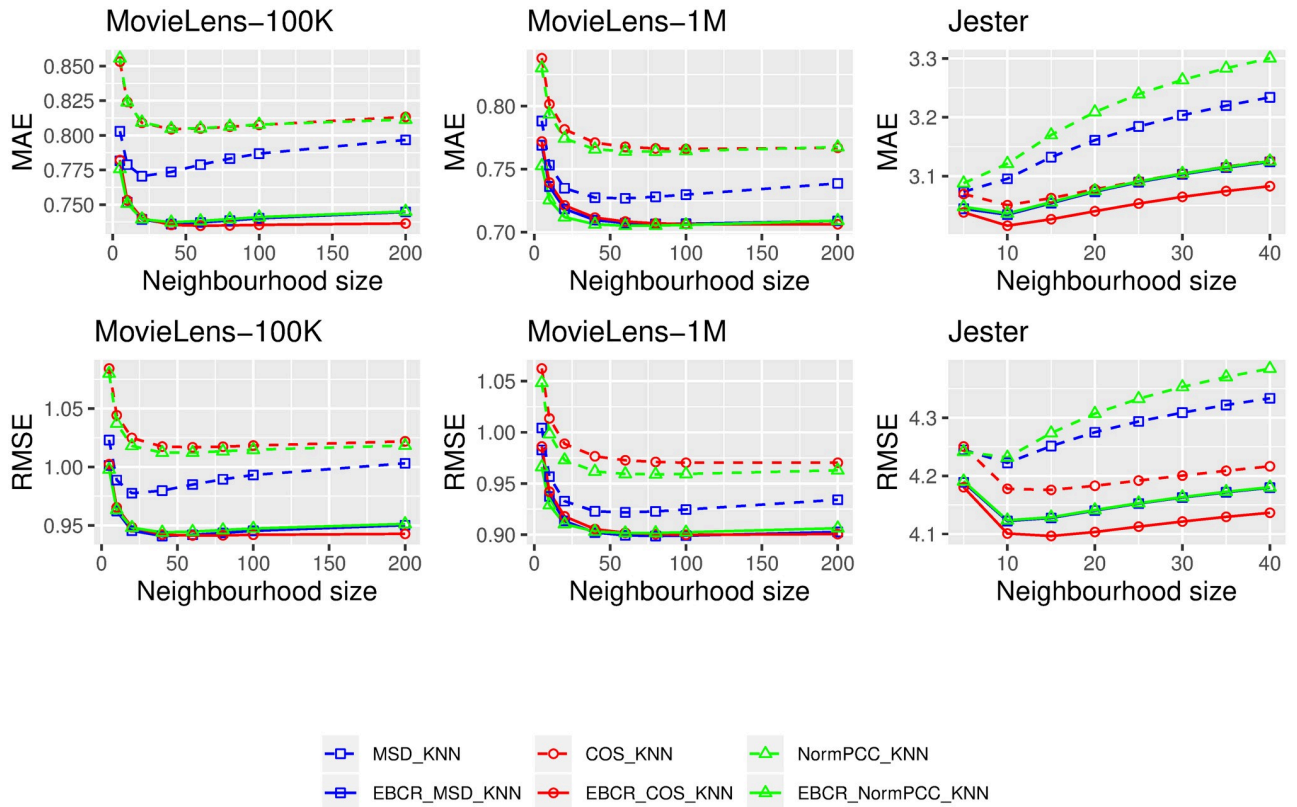 MovieLens−100K
MovieLens−1M
Jester
MAE
0.850
0.825
0.800
0.775
0.750
0 50 100 150 200
Neighbourhood size
MAE
0.80
0.75
0.70
0 50 100 150 200
Neighbourhood size
MAE
3.3
3.2
3.1
10 20 30 40
Neighbourhood size
MovieLens−100K
MovieLens−1M
Jester
RMSE
1.05
1.00
0.95
0 50 100 150 200
Neighbourhood size
RMSE
1.05
1.00
0.95
0.90
0 50 100 150 200
Neighbourhood size
RMSE
4.3
4.2
4.1
10 20 30 40
Neighbourhood size
MSD_KNN
COS_KNN
NormPCC_KNN
EBCR_MSD_KNN
EBCR_COS_KNN
EBCR_NormPCC_KNN